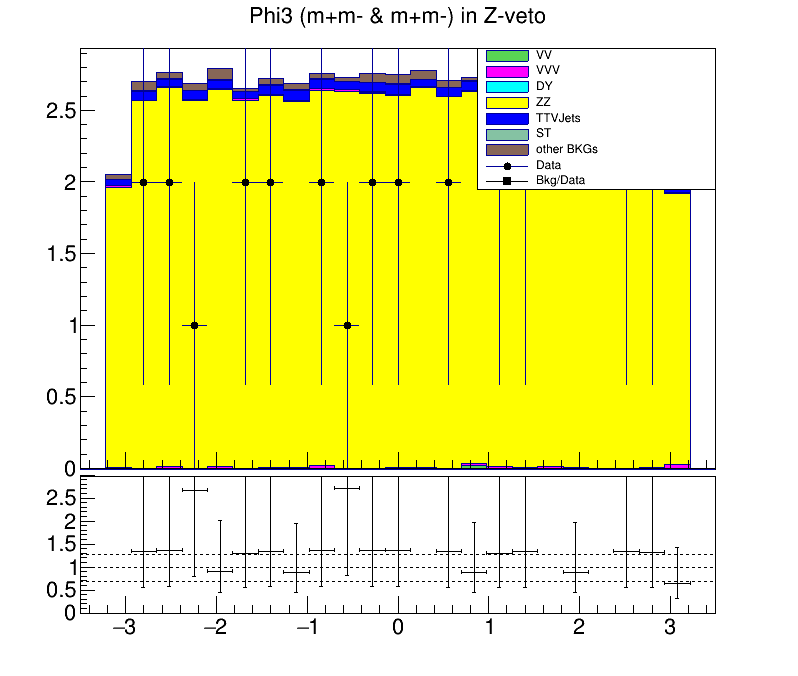 Phi3 (m+m- & m+m-) in Z-veto
VV
VVV
DY
ZZ
TTVJets
ST
other BKGs
Data
Bkg/Data
2.5
2
1.5
1
0.5
0
2.5
2
1.5
1
0.5
0
−3 −2 −1 0 1 2 3